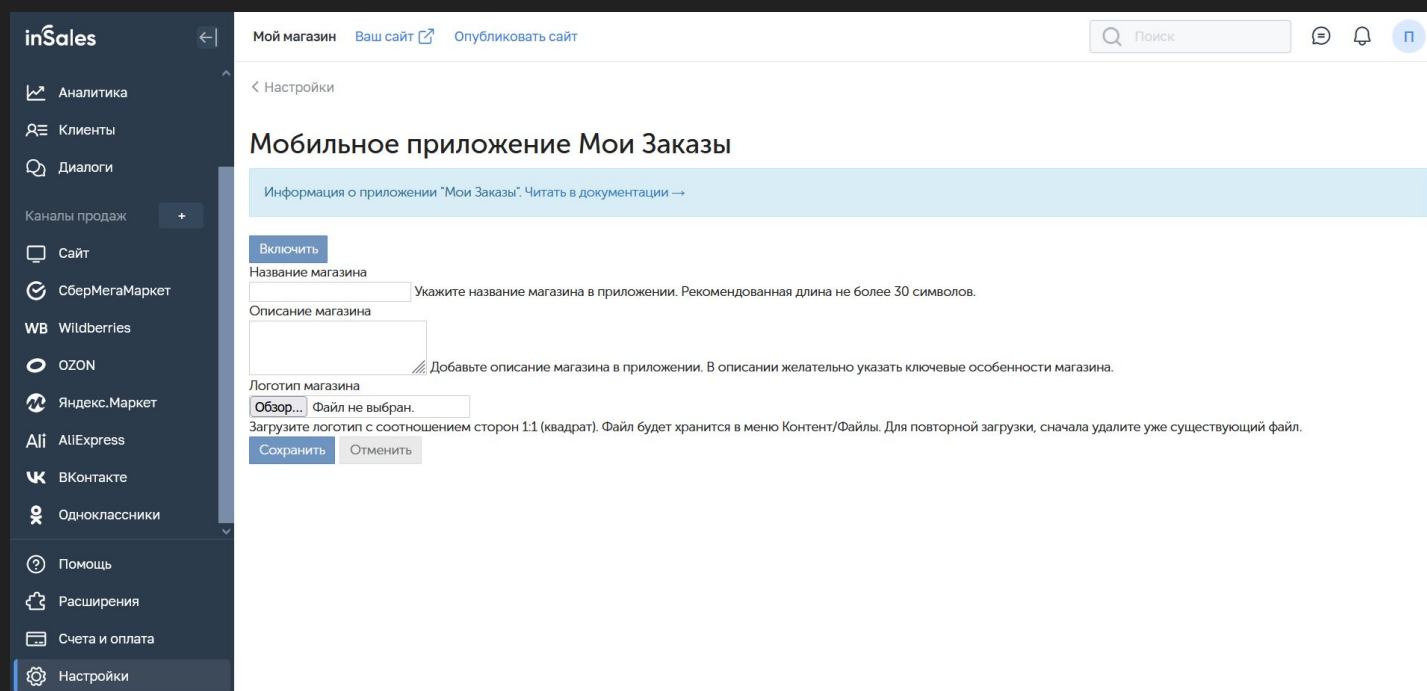 inSales
Мой магазин Ваш сайт Опубликовать сайт
Поиск
П
Аналитика
Клиенты
Диалоги
Каналы продаж +
Сайт
СберМегаМаркет
WB Wildberries
OZON
Яндекс.Маркет
Ali AliExpress
ВКонтакте
Одноклассники
Помощь
Расширения
Счета и оплата
Настройки
Настройки
Мобильное приложение Мои Заказы
Информация о приложении "Мои Заказы". Читать в документации →
Включить
Название магазина
Укажите название магазина в приложении. Рекомендованная длина не более 30 символов.
Описание магазина
Добавьте описание магазина в приложении. В описании желательно указать ключевые особенности магазина.
Логотип магазина
Обзор... Файл не выбран.
Загрузите логотип с соотношением сторон 1:1 (квадрат). Файл будет хранится в меню Контент/Файлы. Для повторной загрузки, сначала удалите уже существующий файл.
Сохранить Отменить